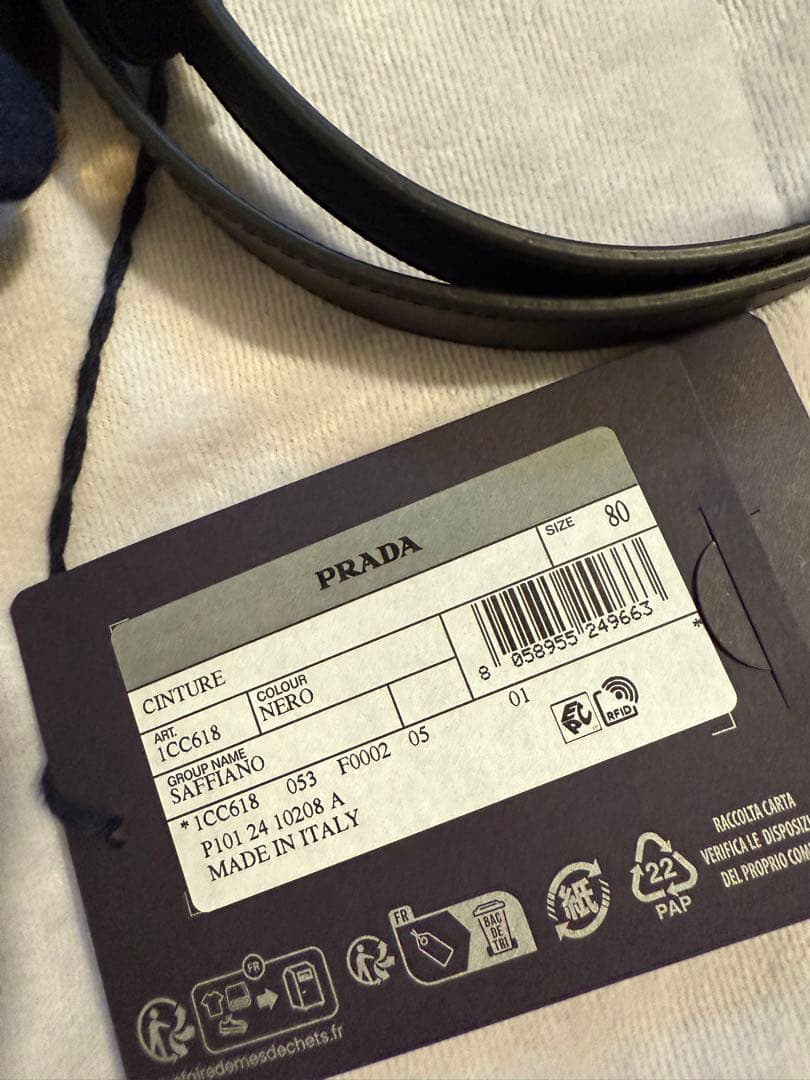 PRADA
SIZE 80
CINTURE
ART.
1CC618
COLOUR
NERO
8 058955 249663
GROUP NAME
SAFFIANO
*1CC618 053 F0002 05 01 *
P101 24 10208 A
MADE IN ITALY
EPC
RFID
RACCOLTA CARTA
VERIFICA LE
DEL PROPRIO
22
PAP
紙
FR
BAC
DE
TRI
FR